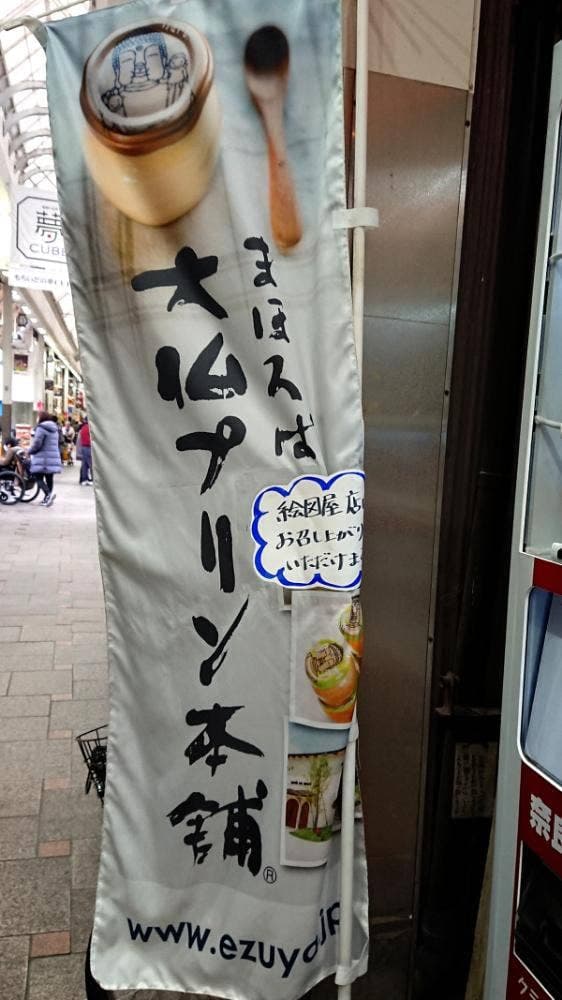 まほろば
大仏プリン本舗
®
絵図屋 店
お召し上がり
いただけま
www.ezuya.jp
夢
CUBE
奈良